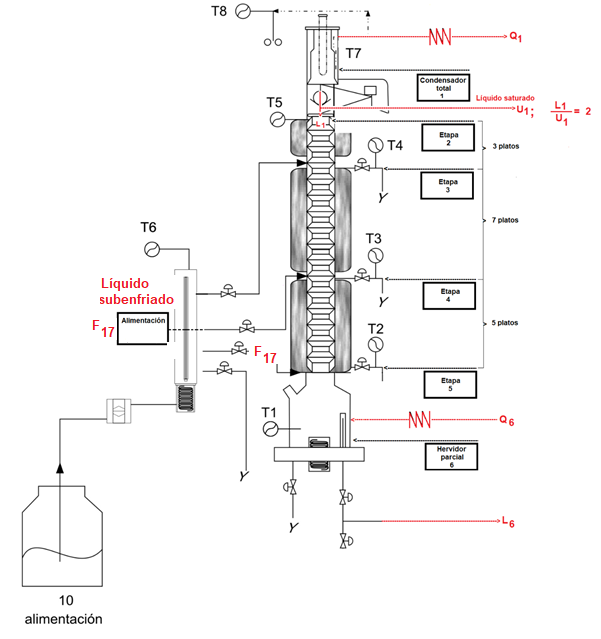 T8
Q1
T7
Condensador
total
1
Líquido saturado
U1; L1/U1 = 2
T5
L1
Etapa
2
3 platos
T4
Etapa
3
Y
7 platos
T6
T3
Líquido
subenfriado
Alimentación
F17
Etapa
4
Y
5 platos
F17
T2
Etapa
5
Y
T1
Q6
Hervidor
parcial
6
Y
Y
L6
10
alimentación